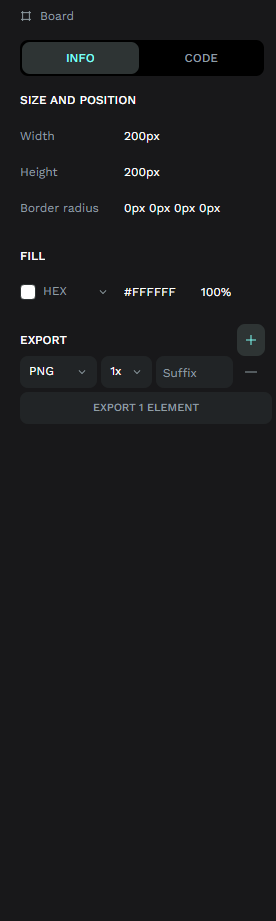 Board
INFO CODE
SIZE AND POSITION
Width 200px
Height 200px
Border radius 0px 0px 0px 0px
FILL
HEX #FFFFFF 100%
EXPORT
PNG 1x Suffix
EXPORT 1 ELEMENT